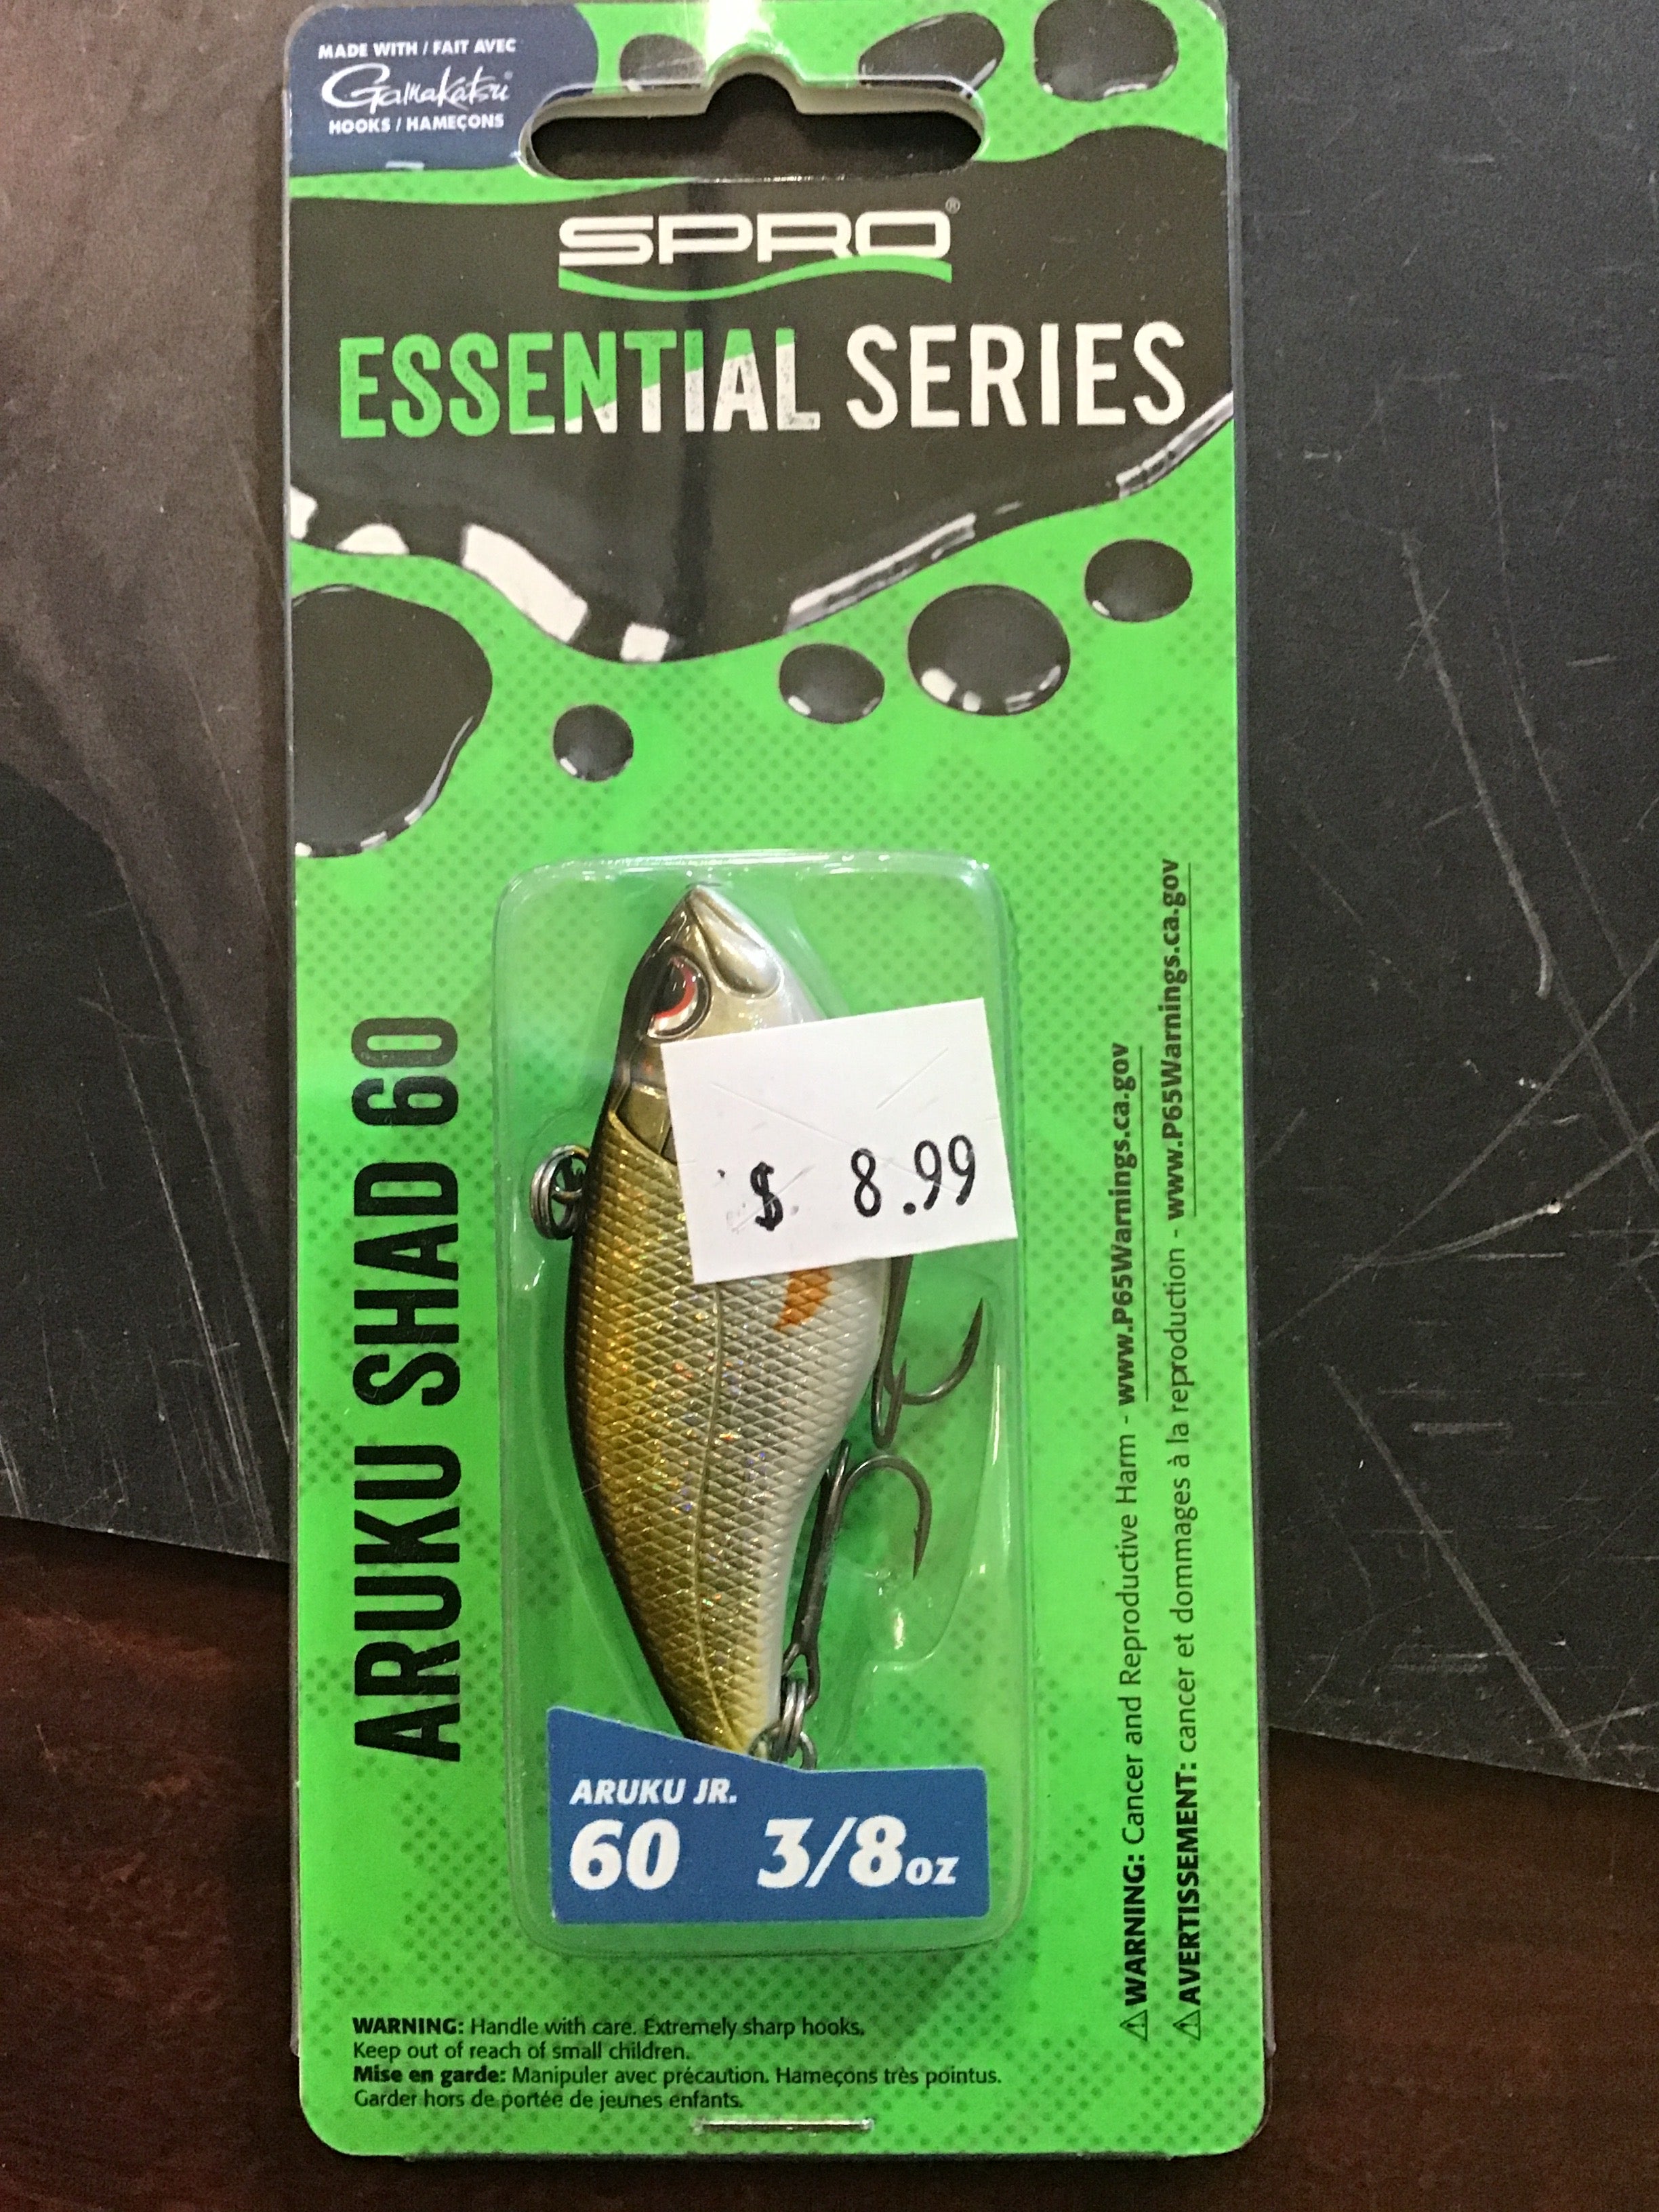 MADE WITH / FAIT AVEC
Gamakatsu®
HOOKS / HAMEÇONS
SPRO®
ESSENTIAL SERIES
ARUKU SHAD 60
$ 8.99
ARUKU JR.
60 3/8oz
⚠WARNING: Cancer and Reproductive Harm - www.P65Warnings.ca.gov
⚠AVERTISSEMENT: cancer et dommages à la reproduction - www.P65Warnings.ca.gov
WARNING: Handle with care. Extremely sharp hooks.
Keep out of reach of small children.
Mise en garde: Manipuler avec précaution. Hameçons très pointus.
Garder hors de portée de jeunes enfants.